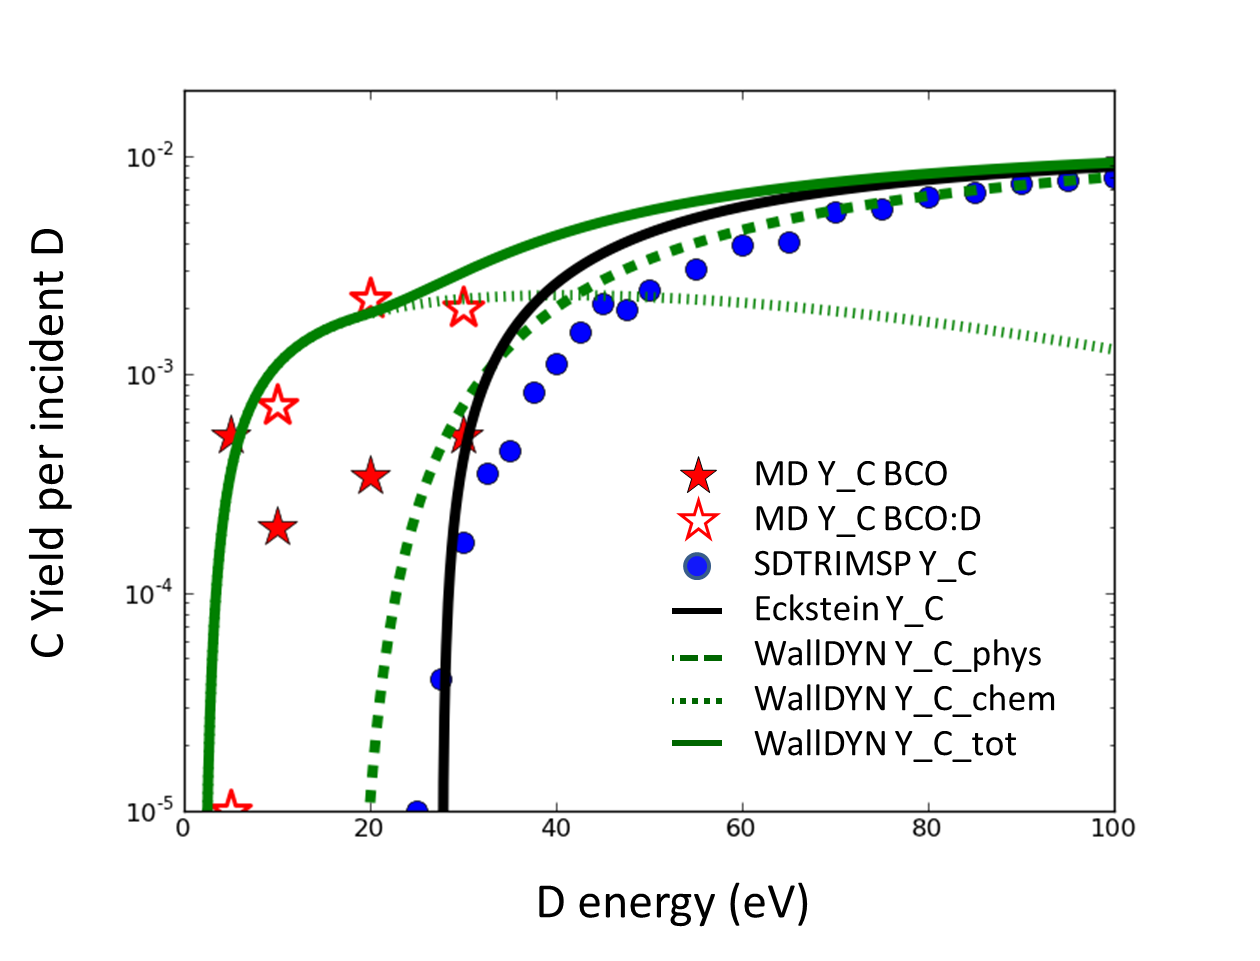 10⁻²
10⁻³
10⁻⁴
10⁻⁵
C Yield per incident D
MD Y_C BCO
MD Y_C BCO:D
SDTRIMSP Y_C
Eckstein Y_C
WallDYN Y_C_phys
WallDYN Y_C_chem
WallDYN Y_C_tot
0 20 40 60 80 100
D energy (eV)